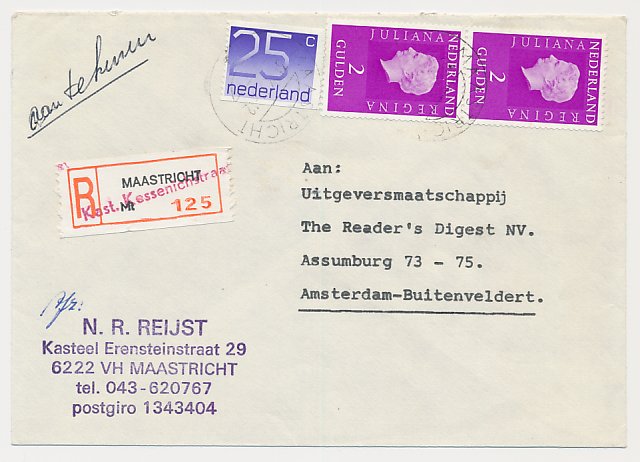 aan tekenen
25 c
nederland
JULIANA
NEDERLAND
2
GULDEN
REGINA
JULIANA
NEDERLAND
2
GULDEN
REGINA
R
MAASTRICHT
Kast. Kessenichstraat
Nr 125
Aan:
Uitgeversmaatschappij
The Reader's Digest NV.
Assumburg 73 - 75.
Amsterdam-Buitenveldert.
Afz:
N. R. REIJST
Kasteel Erensteinstraat 29
6222 VH MAASTRICHT
tel. 043-620767
postgiro 1343404